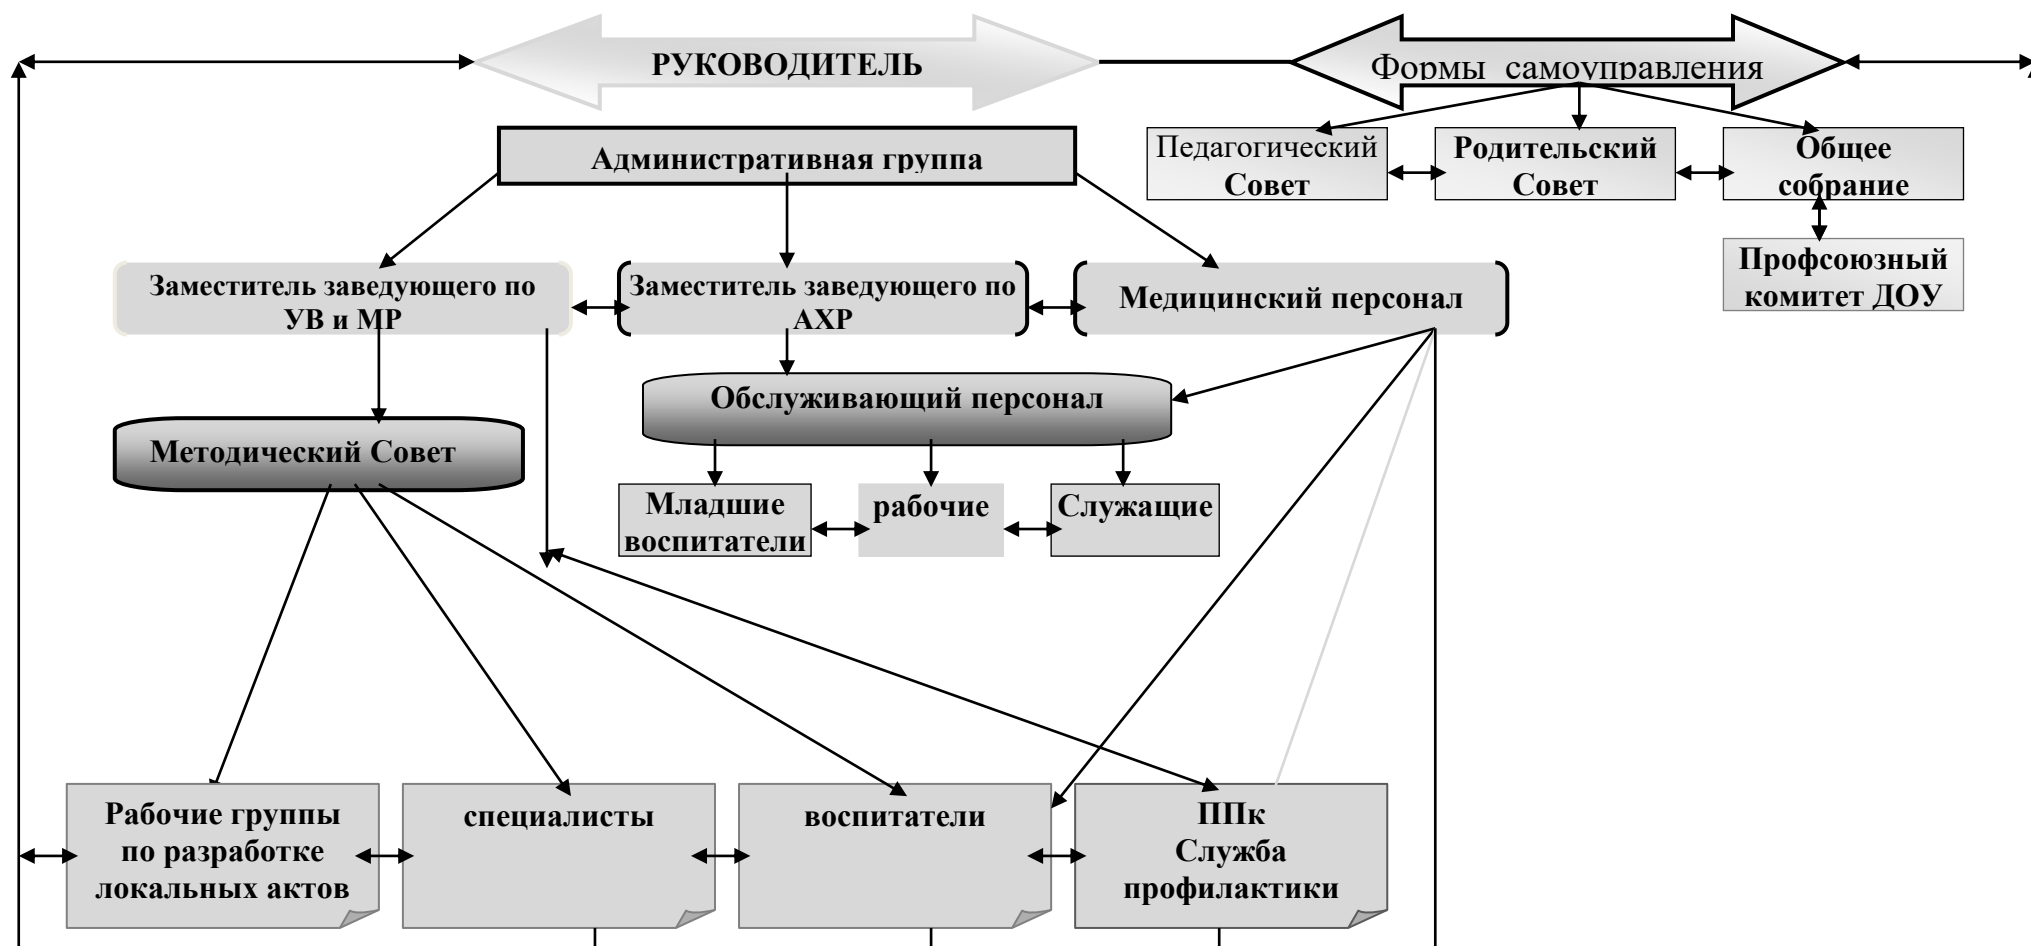 РУКОВОДИТЕЛЬ
Формы самоуправления
Административная группа
Педагогический
Совет
Родительский
Совет
Общее
собрание
Профсоюзный
комитет ДОУ
Заместитель заведующего по
УВ и МР
Заместитель заведующего по
АХР
Медицинский персонал
Обслуживающий персонал
Методический Совет
Младшие
воспитатели
рабочие
Служащие
Рабочие группы
по разработке
локальных актов
специалисты
воспитатели
ППк
Служба
профилактики